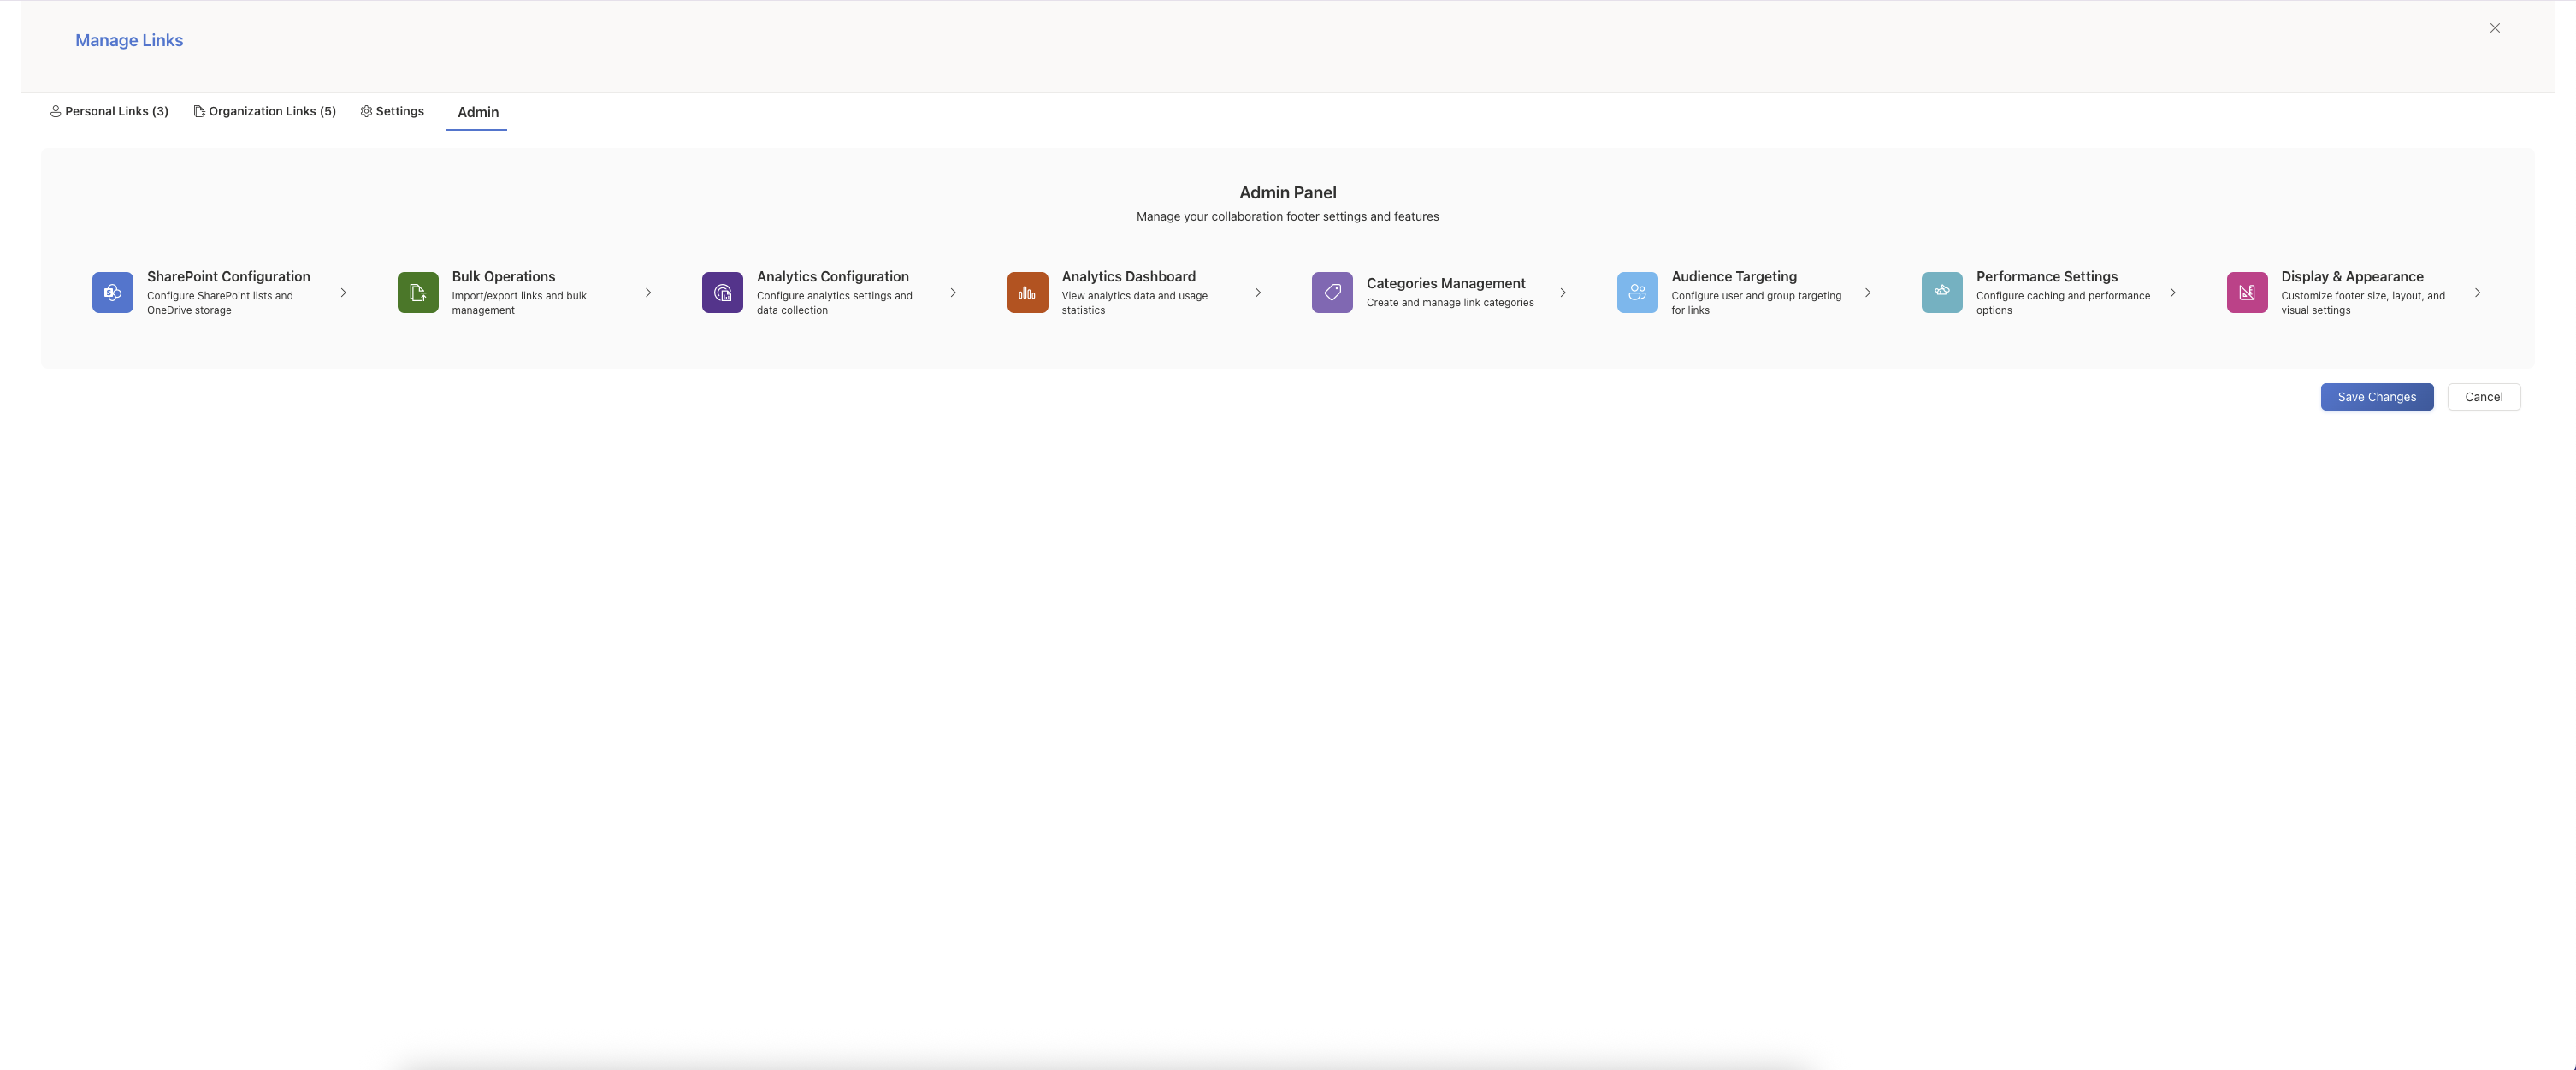 Manage Links
Personal Links (3)
Organization Links (5)
Settings
Admin
Admin Panel
Manage your collaboration footer settings and features
SharePoint Configuration
Configure SharePoint lists and
OneDrive storage
Bulk Operations
Import/export links and bulk
management
Analytics Configuration
Configure analytics settings and
data collection
Analytics Dashboard
View analytics data and usage
statistics
Categories Management
Create and manage link categories
Audience Targeting
Configure user and group targeting
for links
Performance Settings
Configure caching and performance
options
Display & Appearance
Customize footer size, layout, and
visual settings
Save Changes
Cancel